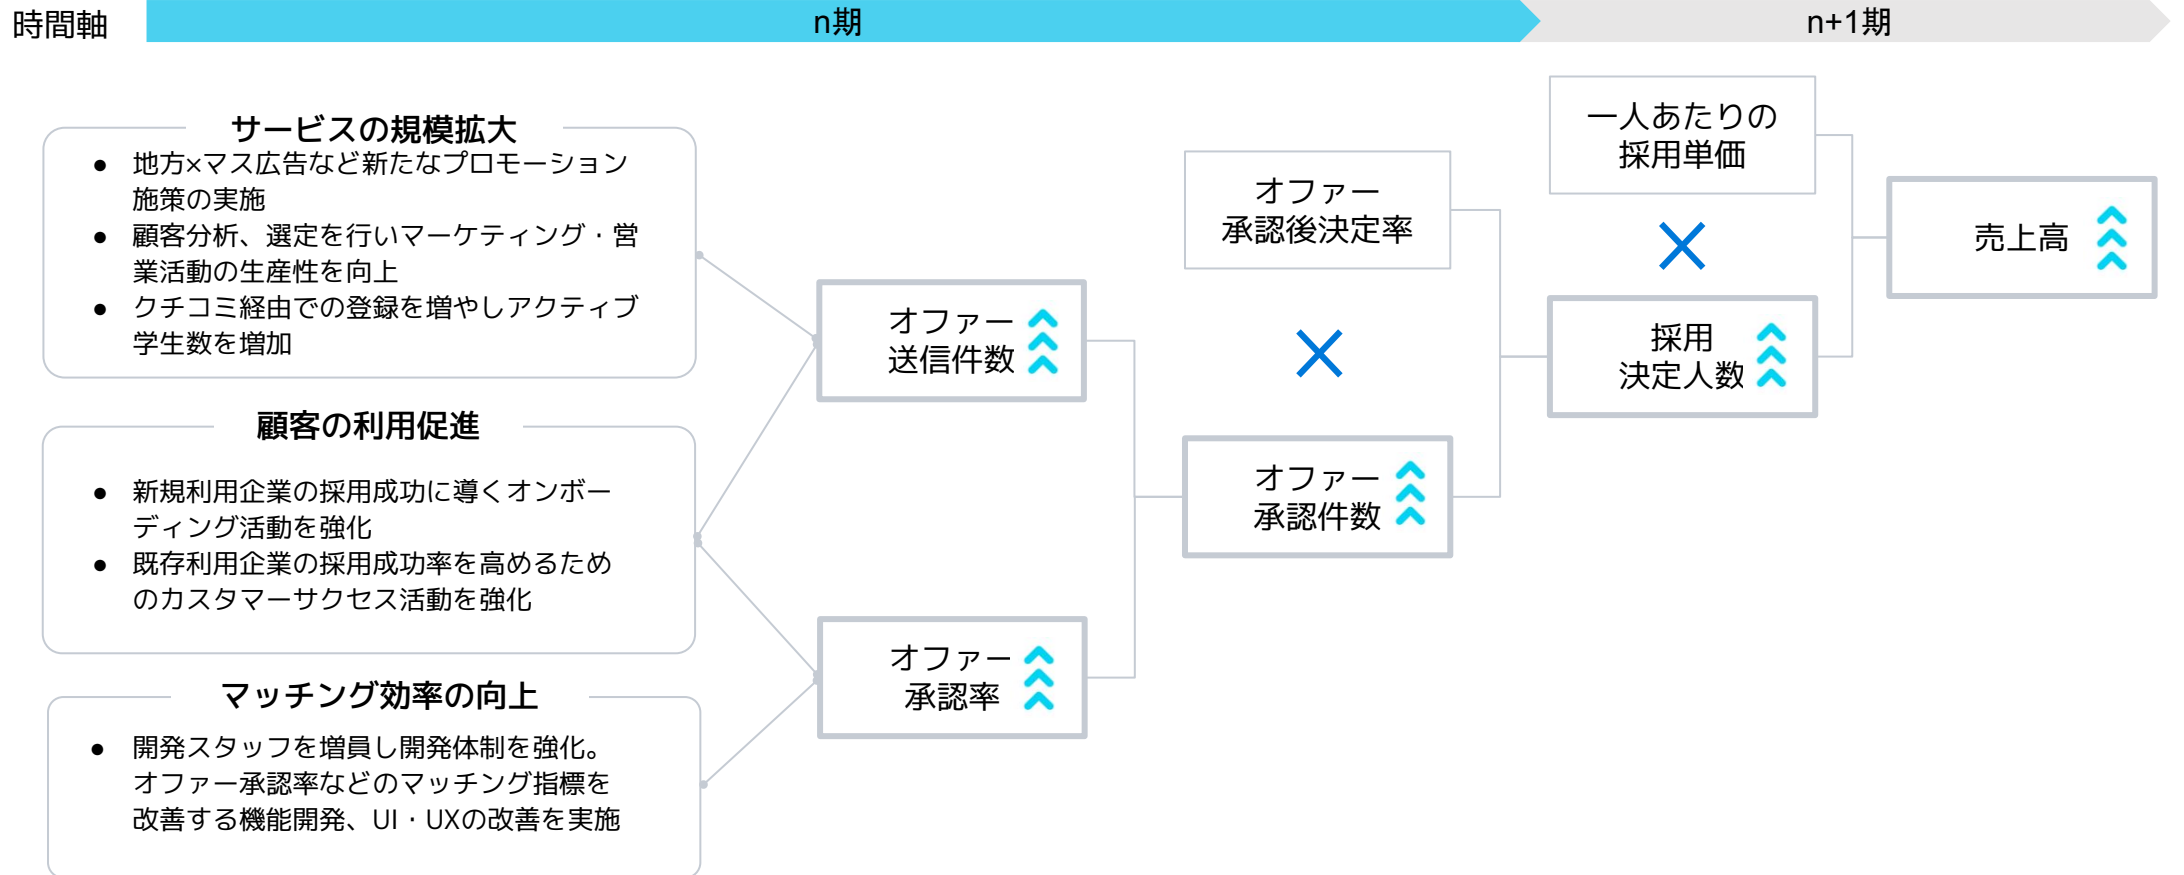 時間軸
n期
n+1期
サービスの規模拡大
● 地方×マス広告など新たなプロモーション
施策の実施
● 顧客分析、選定を行いマーケティング・営
業活動の生産性を向上
● クチコミ経由での登録を増やしアクティブ
学生数を増加
顧客の利用促進
● 新規利用企業の採用成功に導くオンボー
ディング活動を強化
● 既存利用企業の採用成功率を高めるため
のカスタマーサクセス活動を強化
マッチング効率の向上
● 開発スタッフを増員し開発体制を強化。
オファー承認率などのマッチング指標を
改善する機能開発、UI・UXの改善を実施
オファー
送信件数
オファー
承認率
オファー
承認後決定率
×
オファー
承認件数
一人あたりの
採用単価
×
採用
決定人数
売上高